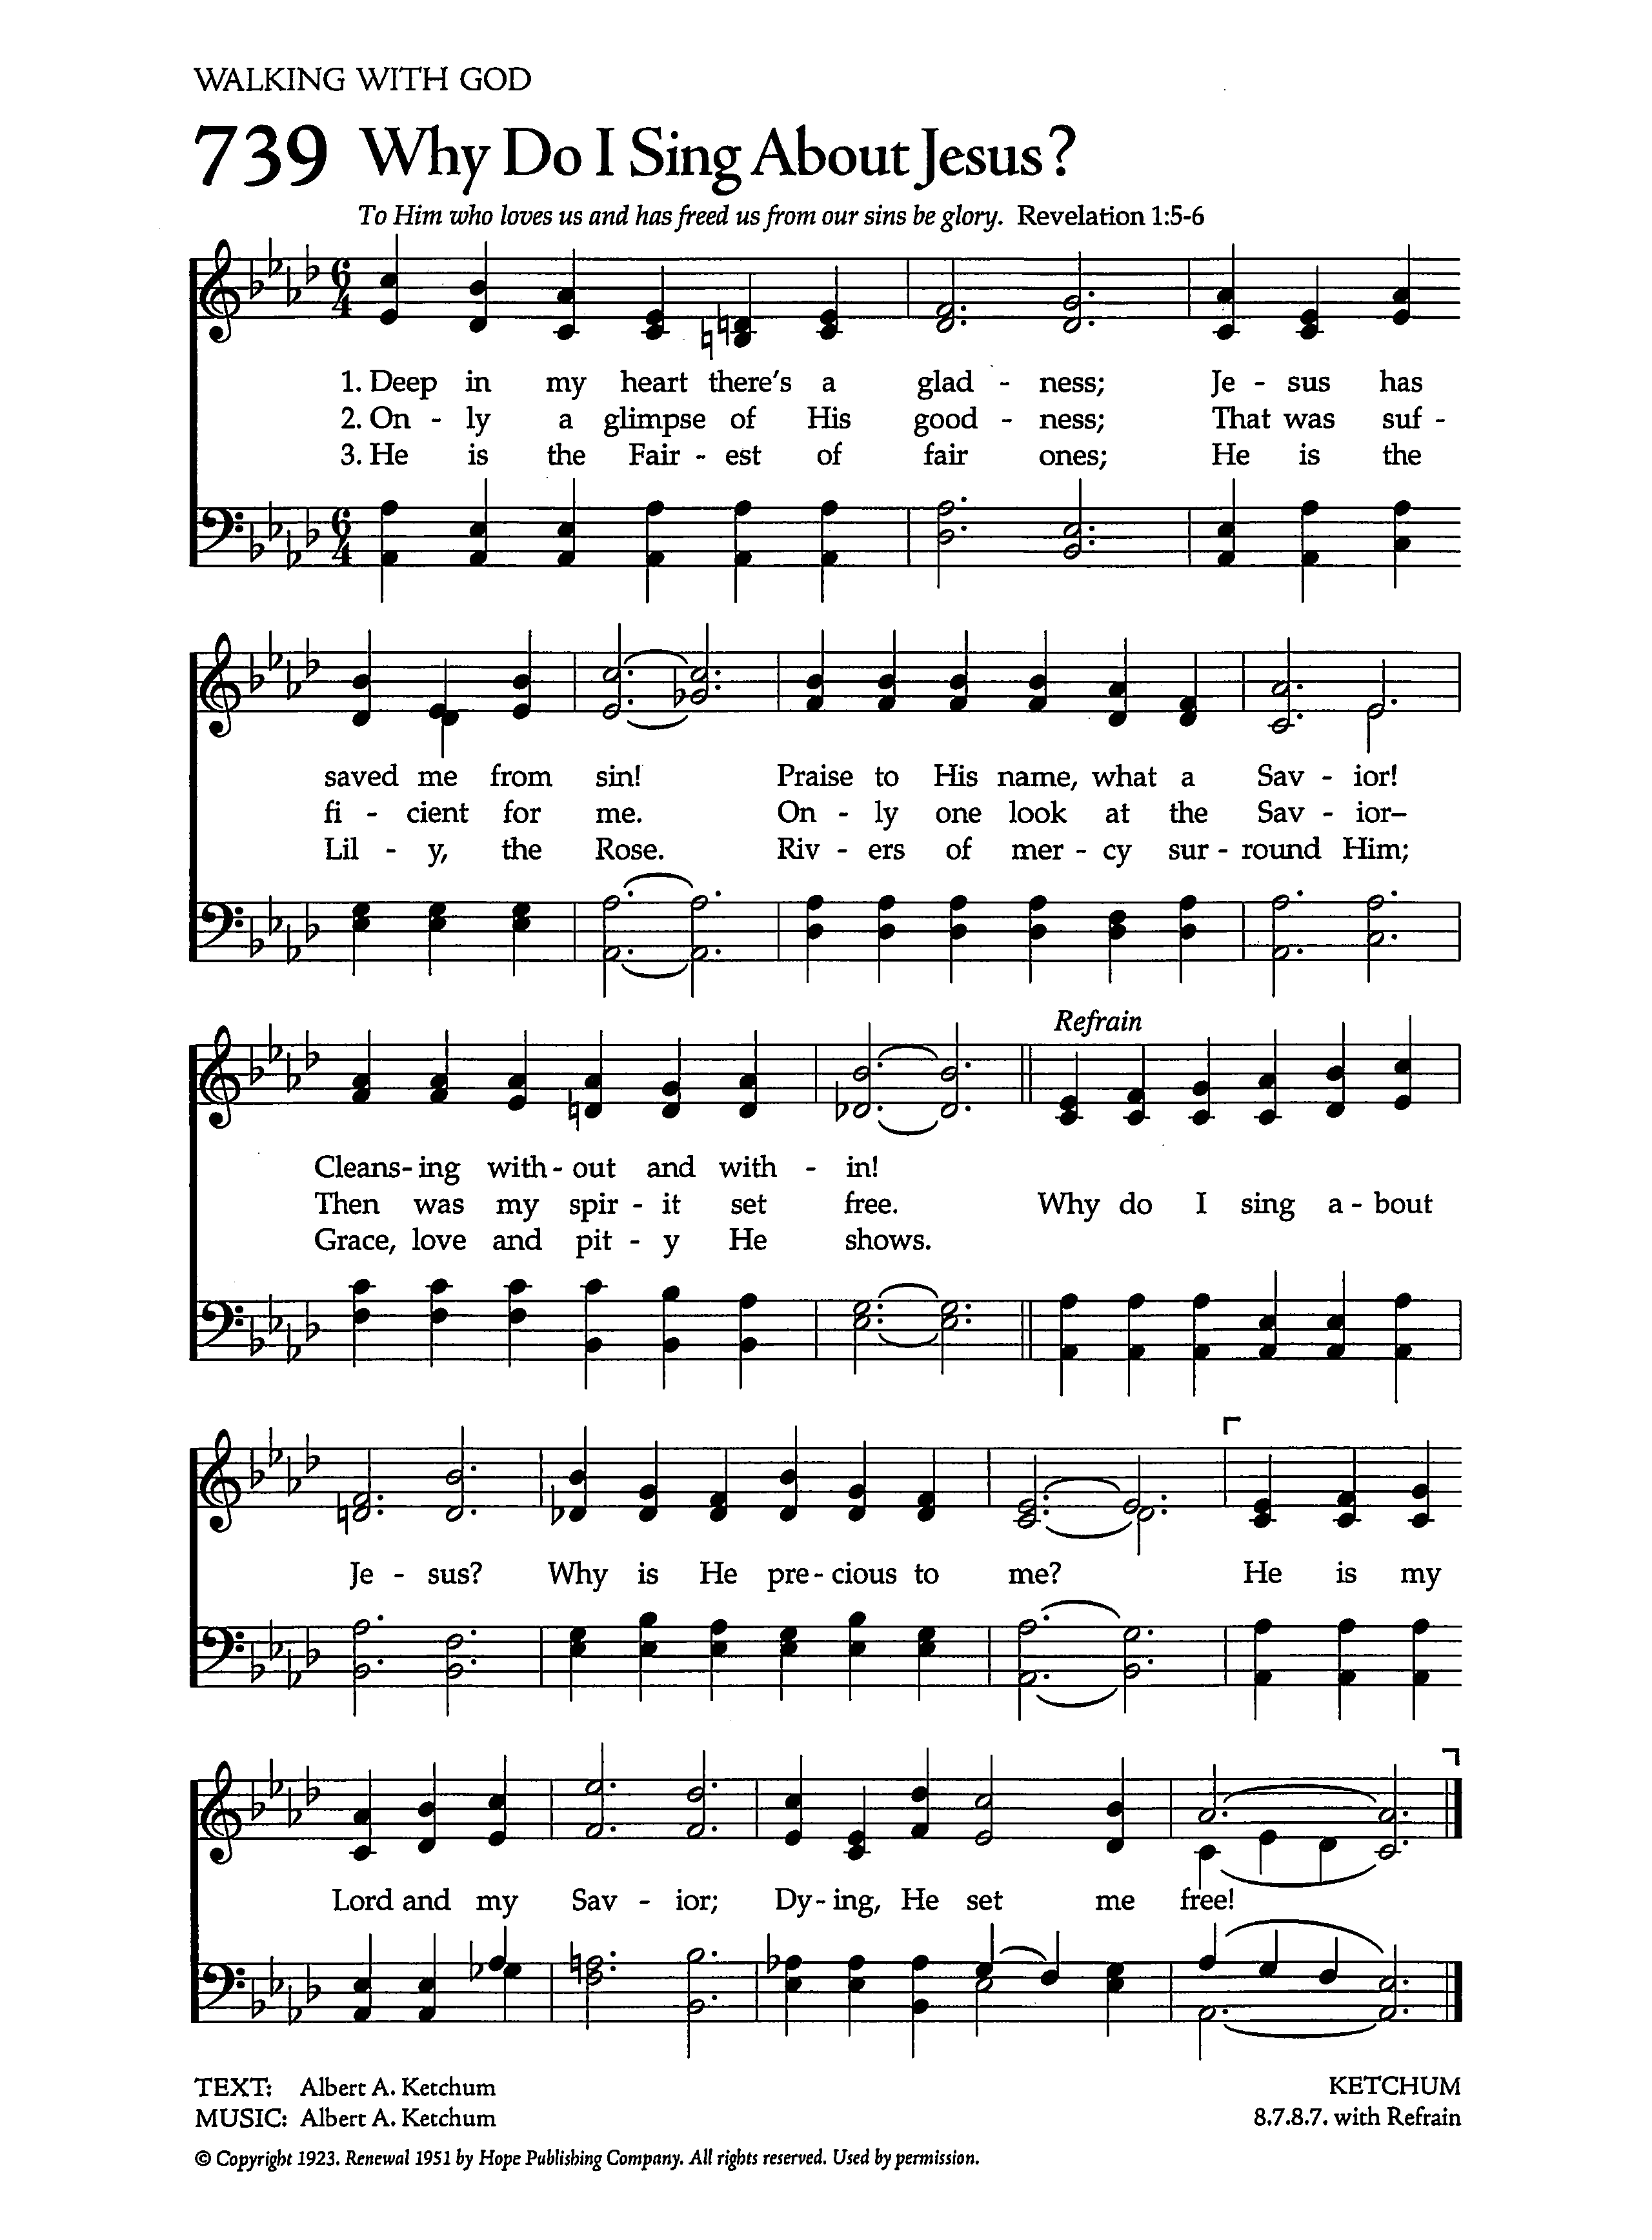 WALKING WITH GOD
739 Why Do I Sing About Jesus?
To Him who loves us and has freed us from our sins be glory. Revelation 1:5-6
6
4
1. Deep in my heart there's a glad - ness; Je - sus has
2. On - ly a glimpse of His good - ness; That was suf -
3. He is the Fair - est of fair ones; He is the
6
4
saved me from sin! Praise to His name, what a Sav - ior!
fi - cient for me. On - ly one look at the Sav - ior–
Lil - y, the Rose. Riv - ers of mer - cy sur - round Him;
Refrain
Cleans - ing with - out and with - in!
Then was my spir - it set free. Why do I sing a - bout
Grace, love and pit - y He shows.
Je - sus? Why is He pre - cious to me? He is my
Lord and my Sav - ior; Dy - ing, He set me free!
TEXT: Albert A. Ketchum KETCHUM
MUSIC: Albert A. Ketchum 8.7.8.7. with Refrain
© Copyright 1923. Renewal 1951 by Hope Publishing Company. All rights reserved. Used by permission.